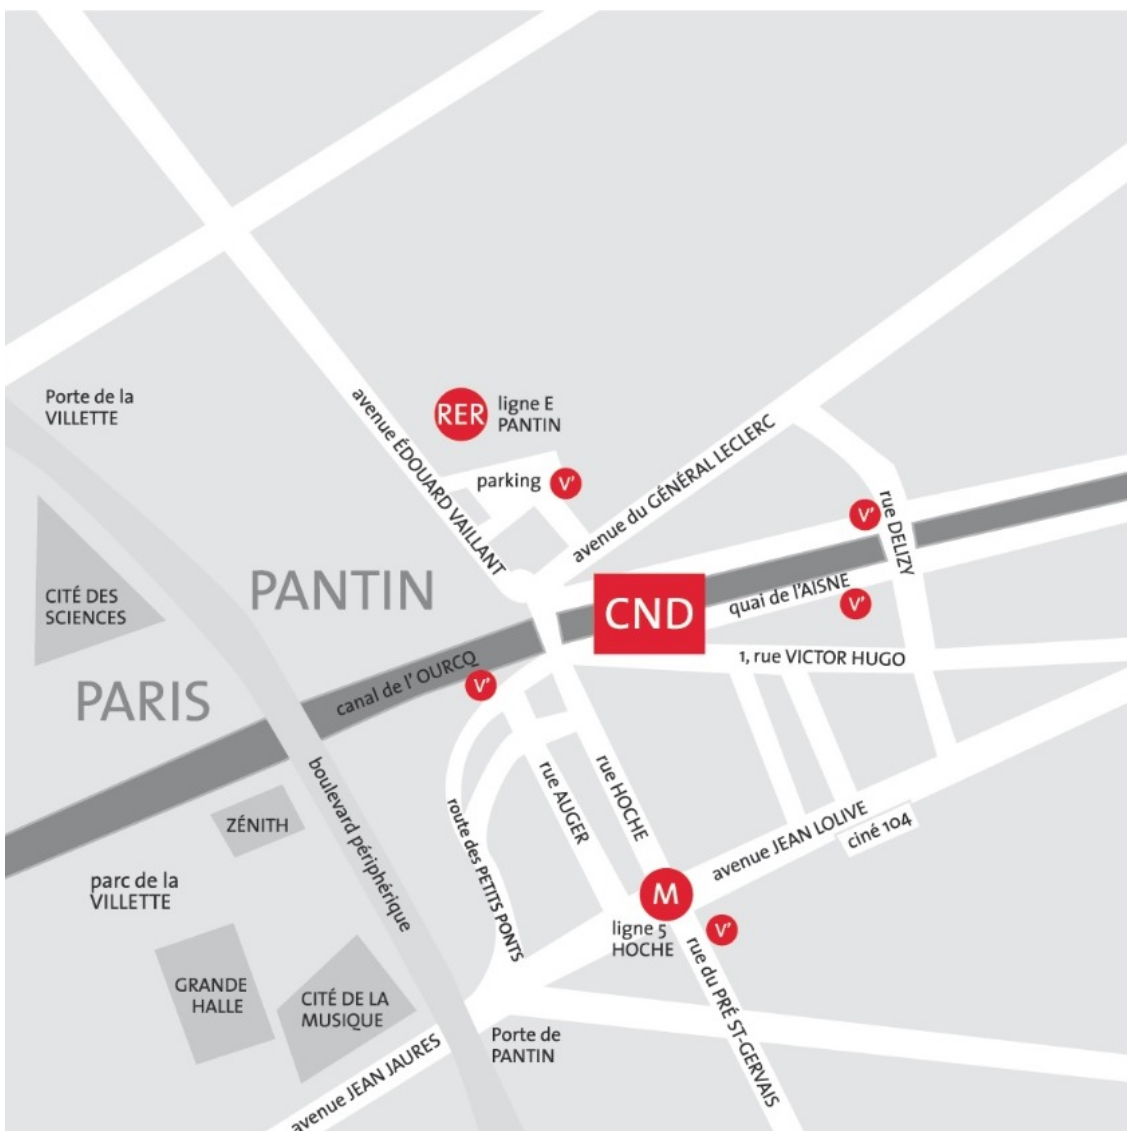 Porte de la
VILLETTE
avenue ÉDOUARD VAILLANT
RER
ligne E
PANTIN
parking
V'
avenue du GÉNÉRAL LECLERC
V'
rue DELIZY
CITÉ DES
SCIENCES
PANTIN
CND
quai de l'AISNE
V'
1, rue VICTOR HUGO
PARIS
canal de l' OURCQ
V'
boulevard périphérique
ZÉNITH
parc de la
VILLETTE
route des PETITS PONTS
rue AUGER
rue HOCHE
avenue JEAN LOLIVE
ciné 104
M
ligne 5
HOCHE
V'
rue du PRÉ ST-GERVAIS
GRANDE
HALLE
CITÉ DE LA
MUSIQUE
Porte de
PANTIN
avenue JEAN JAURES